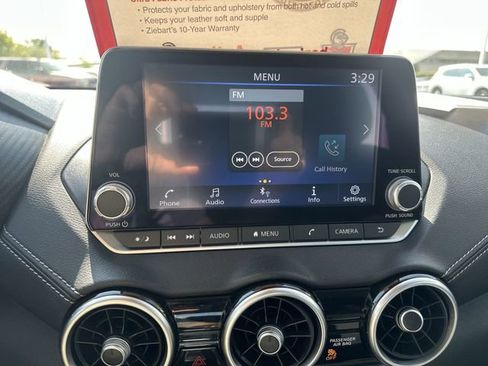 • Protects your fabric and upholstery from both hot and cold spills
• Keeps your leather soft and supple
• Ziebart's 10-Year Warranty
MENU 3:29
FM
103.3
FM
Source
Call History
Phone Audio Connections Info Settings
VOL
PUSH
TUNE·SCROLL
PUSH SOUND
AUDIO MENU CAMERA
PASSENGER
AIR BAG
OFF